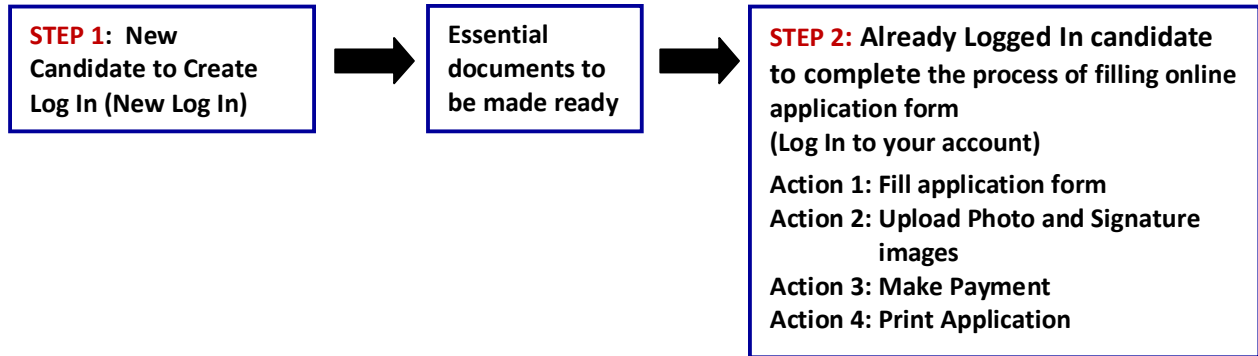 STEP 1: New
Candidate to Create
Log In (New Log In)
Essential
documents to
be made ready
STEP 2: Already Logged In candidate
to complete the process of filling online
application form
(Log In to your account)
Action 1: Fill application form
Action 2: Upload Photo and Signature
images
Action 3: Make Payment
Action 4: Print Application